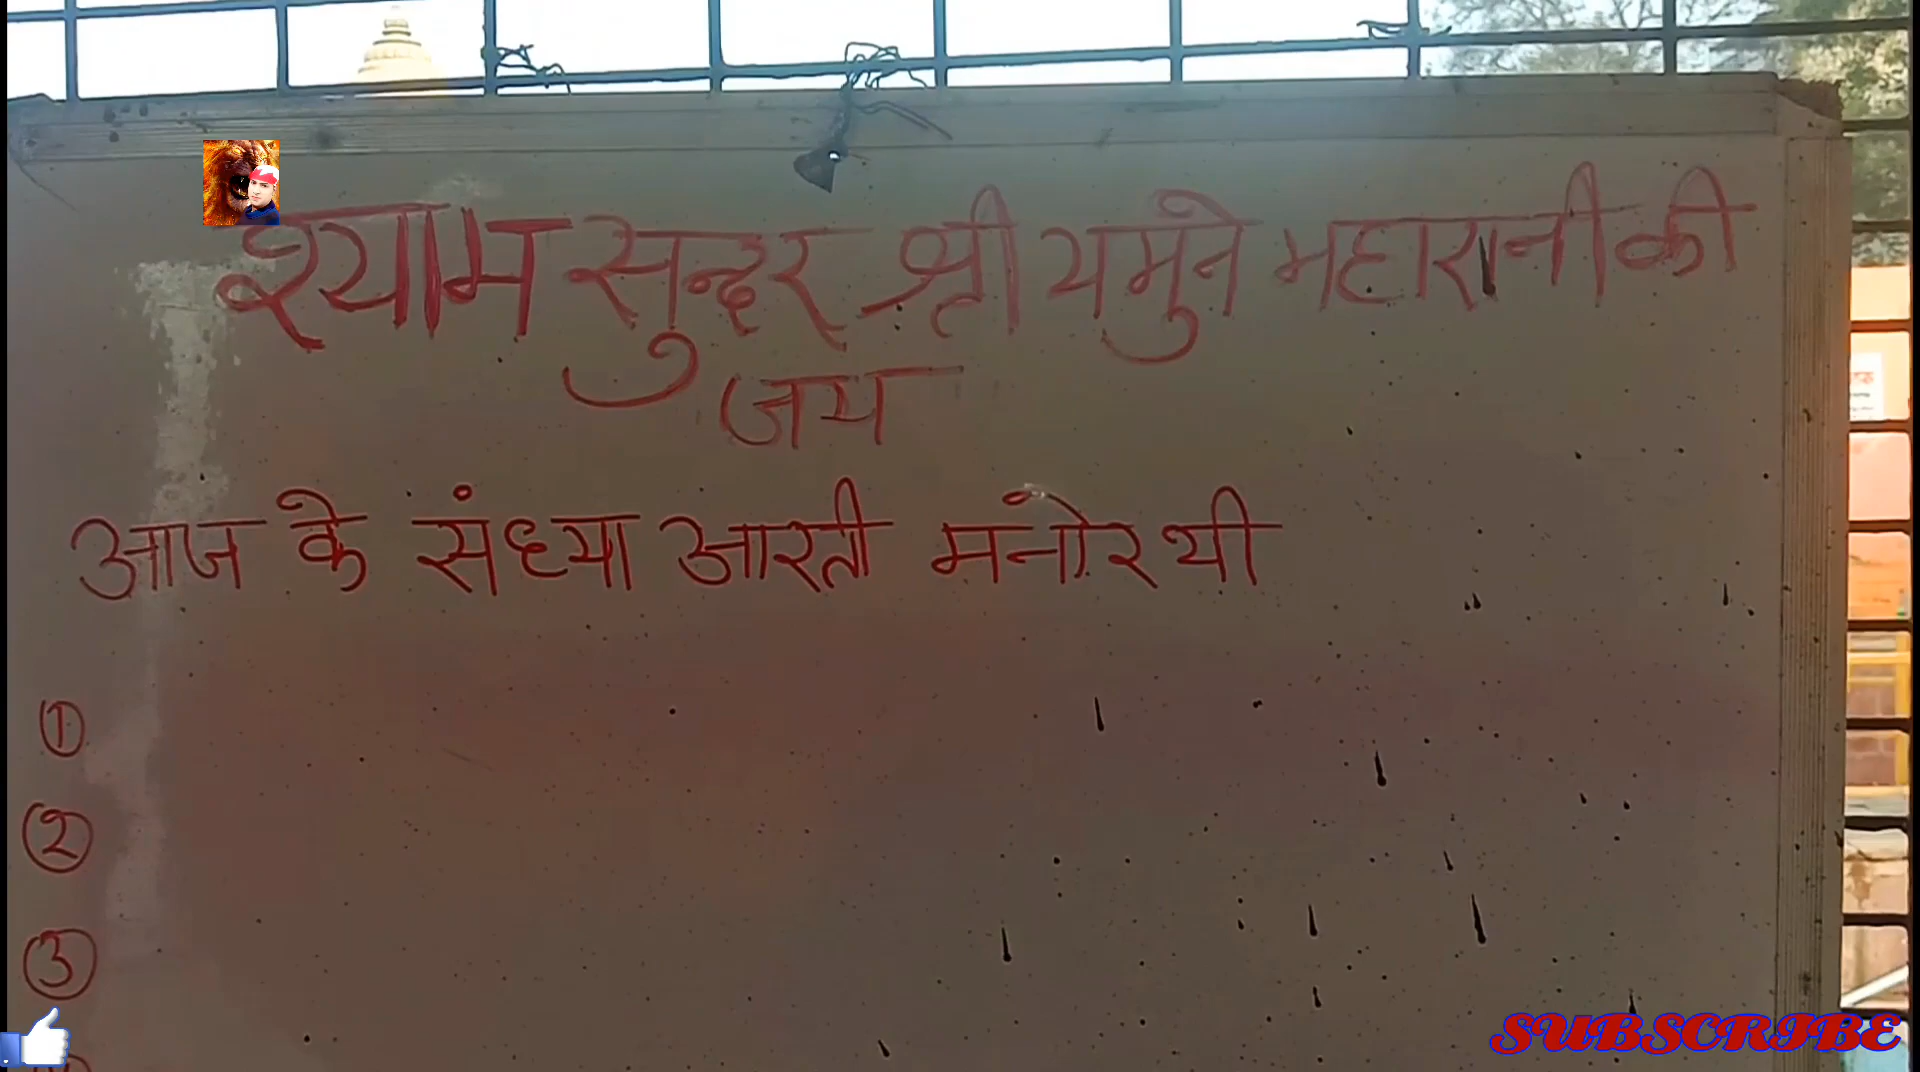 श्याम सुन्दर श्री यमुने महारानी की
जय
आज के संध्या आरती मनोरथी
①
②
③
SUBSCRIBE